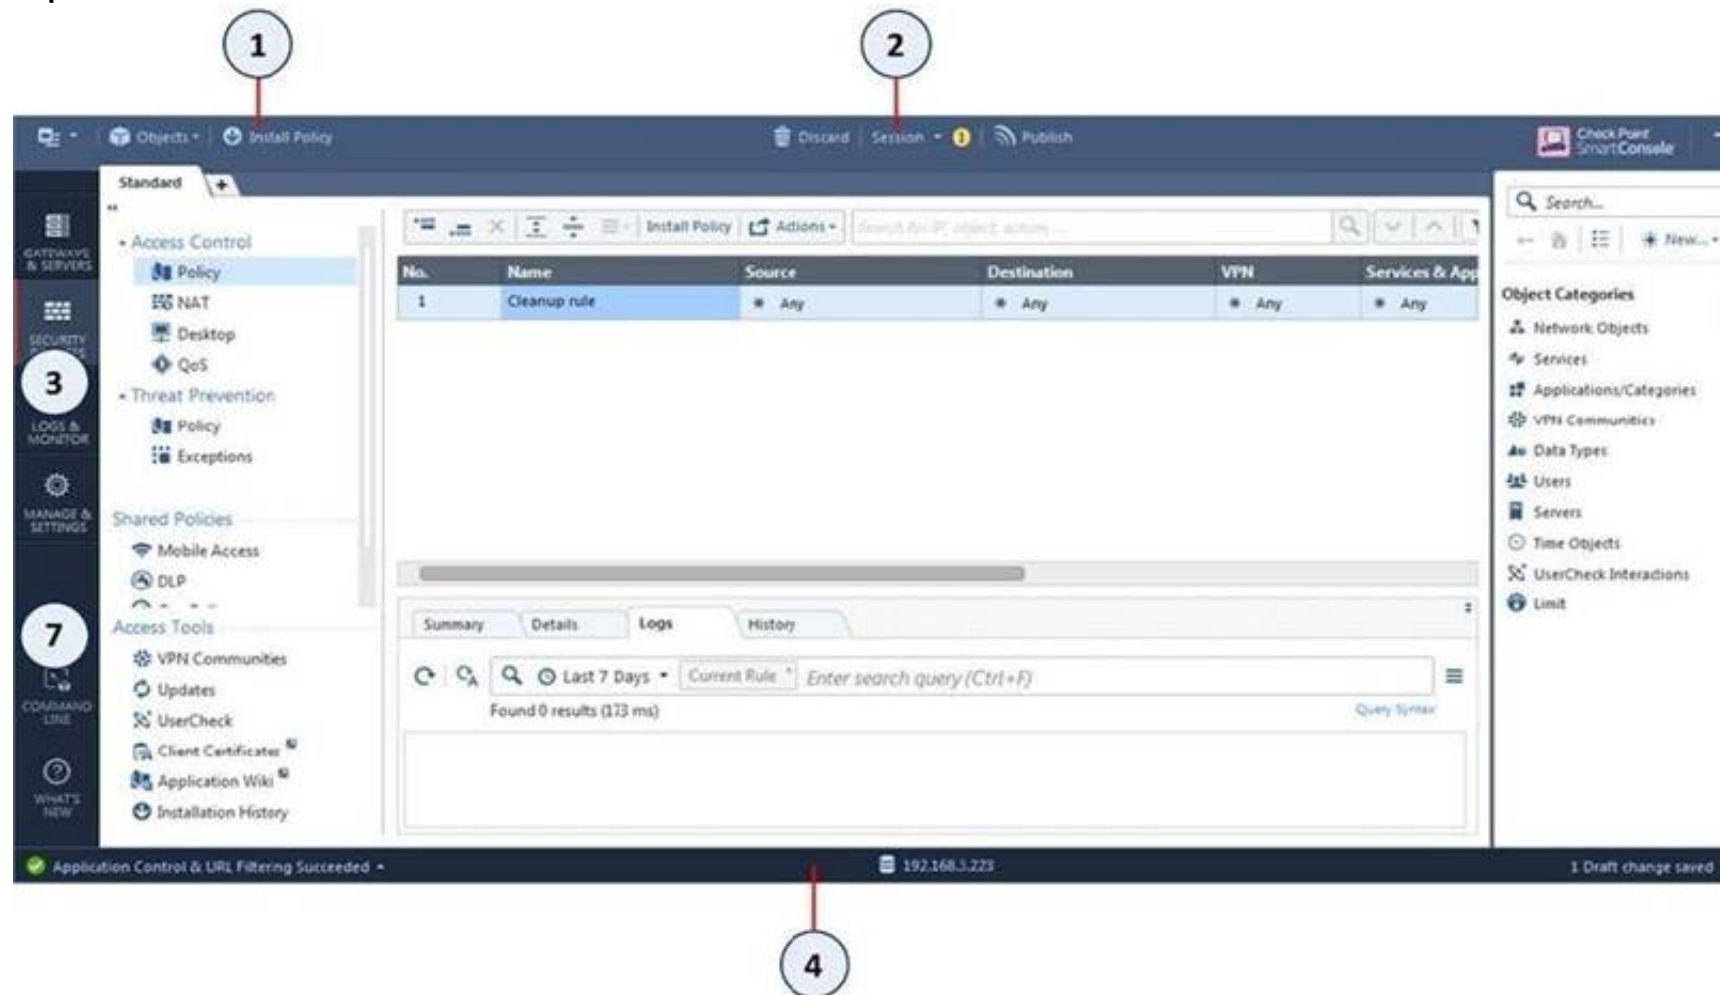 1
2
Objects
Install Policy
Discard
Session
Publish
Check Point
SmartConsole
Standard
+
GATEWAYS
& SERVERS
SECURITY
3
LOGS &
MONITOR
MANAGE &
SETTINGS
7
COMMAND
LINE
WHAT'S
NEW
Access Control
Policy
NAT
Desktop
QoS
Threat Prevention
Policy
Exceptions
Shared Policies
Mobile Access
DLP
Access Tools
VPN Communities
Updates
UserCheck
Client Certificates
Application Wiki
Installation History
Install Policy
Actions
Search for IP, object, action, ...
No. Name Source Destination VPN Services & App
1 Cleanup rule Any Any Any Any
Summary Details Logs History
Last 7 Days Current Rule Enter search query (Ctrl+F)
Found 0 results (173 ms)
Query Syntax
Search...
New...
Object Categories
Network Objects
Services
Applications/Categories
VPN Communities
Data Types
Users
Servers
Time Objects
UserCheck Interactions
Limit
Application Control & URL Filtering Succeeded
192.168.3.223
1 Draft change saved
4